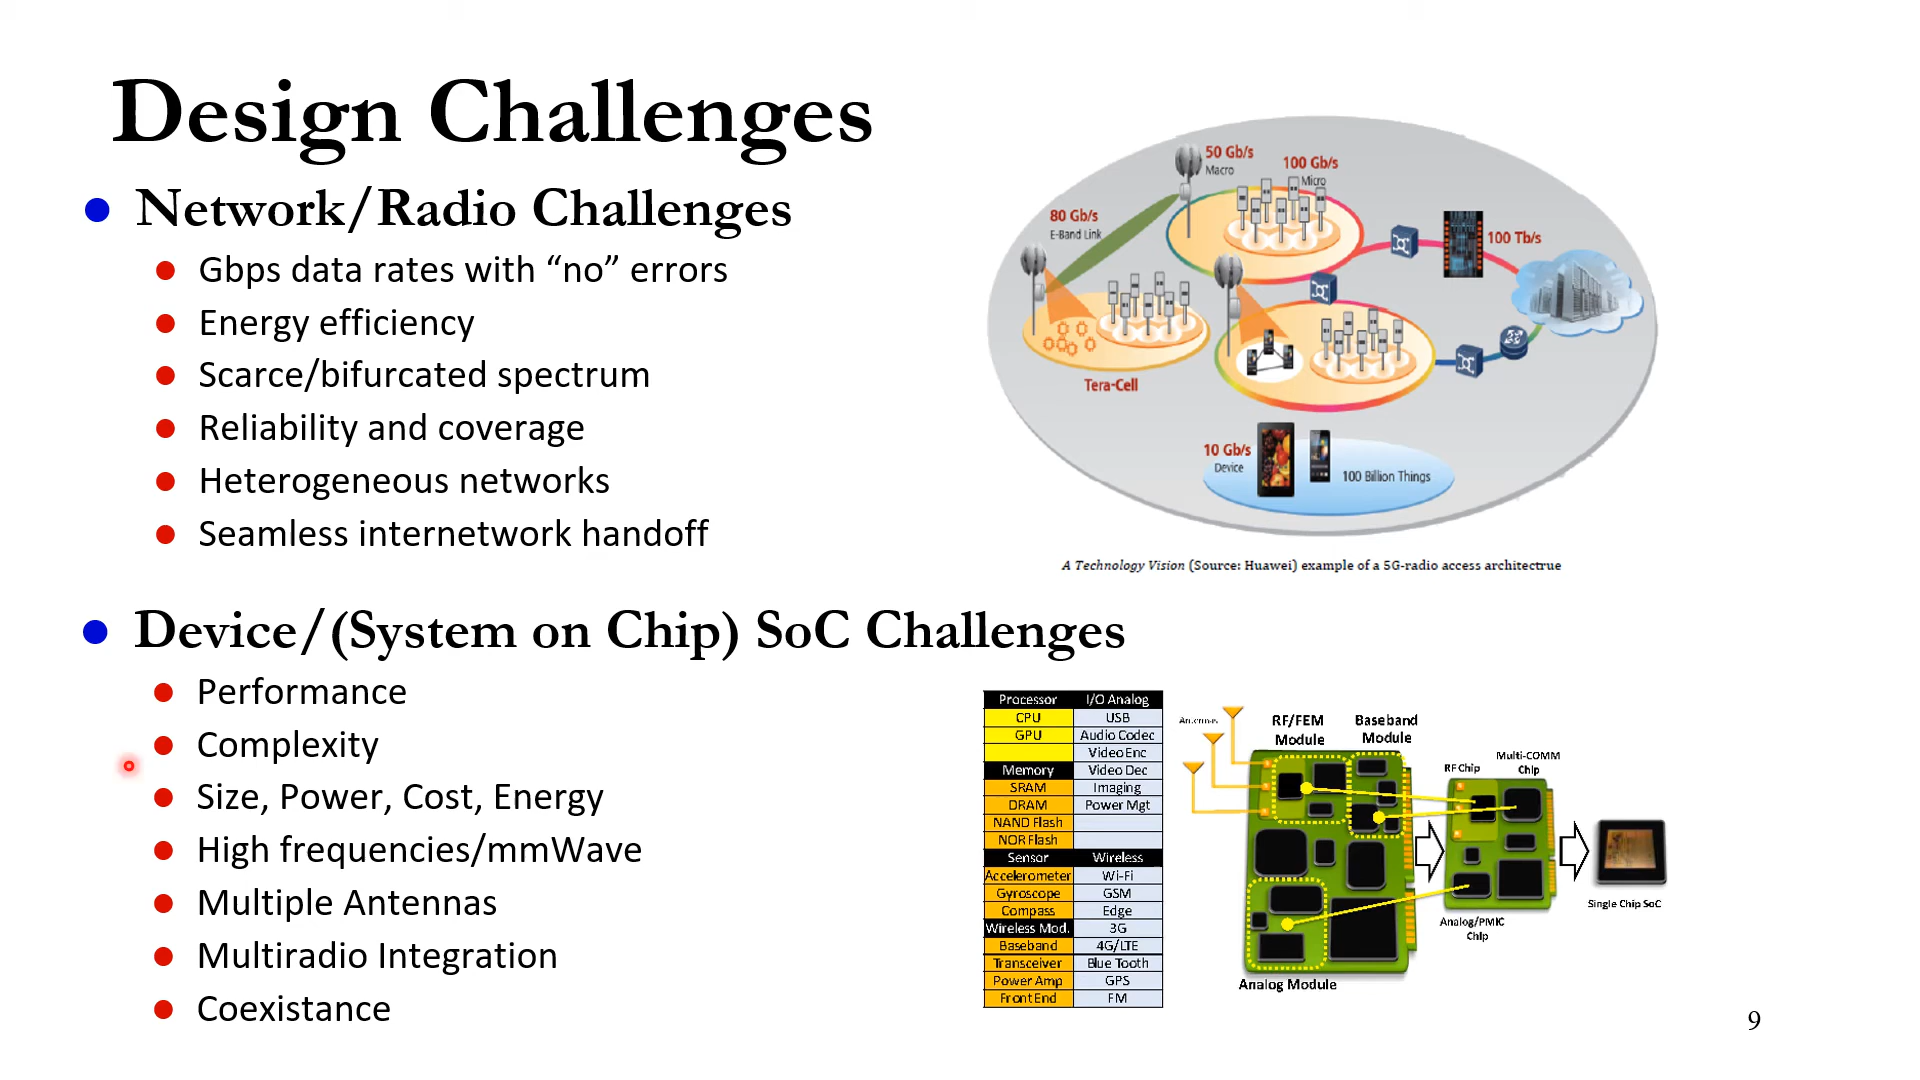 Design Challenges
Network/Radio Challenges
Gbps data rates with “no” errors
Energy efficiency
Scarce/bifurcated spectrum
Reliability and coverage
Heterogeneous networks
Seamless internetwork handoff
50 Gb/s
Macro
100 Gb/s
Micro
80 Gb/s
E-Band Link
100 Tb/s
Tera-Cell
10 Gb/s
Device
100 Billion Things
A Technology Vision (Source: Huawei) example of a 5G-radio access architectrue
Device/(System on Chip) SoC Challenges
Performance
Complexity
Size, Power, Cost, Energy
High frequencies/mmWave
Multiple Antennas
Multiradio Integration
Coexistance
Processor I/O Analog
CPU USB
GPU Audio Codec
Video Enc
Memory Video Dec
SRAM Imaging
DRAM Power Mgt
NAND Flash
NOR Flash
Sensor Wireless
Accelerometer Wi-Fi
Gyroscope GSM
Compass Edge
Wireless Mod. 3G
Baseband 4G/LTE
Transceiver Blue Tooth
Power Amp GPS
Front End FM
Antennas
RF/FEM
Module
Baseband
Module
RF Chip
Multi-COMM
Chip
Analog/PMIC
Chip
Single Chip SoC
Analog Module
9